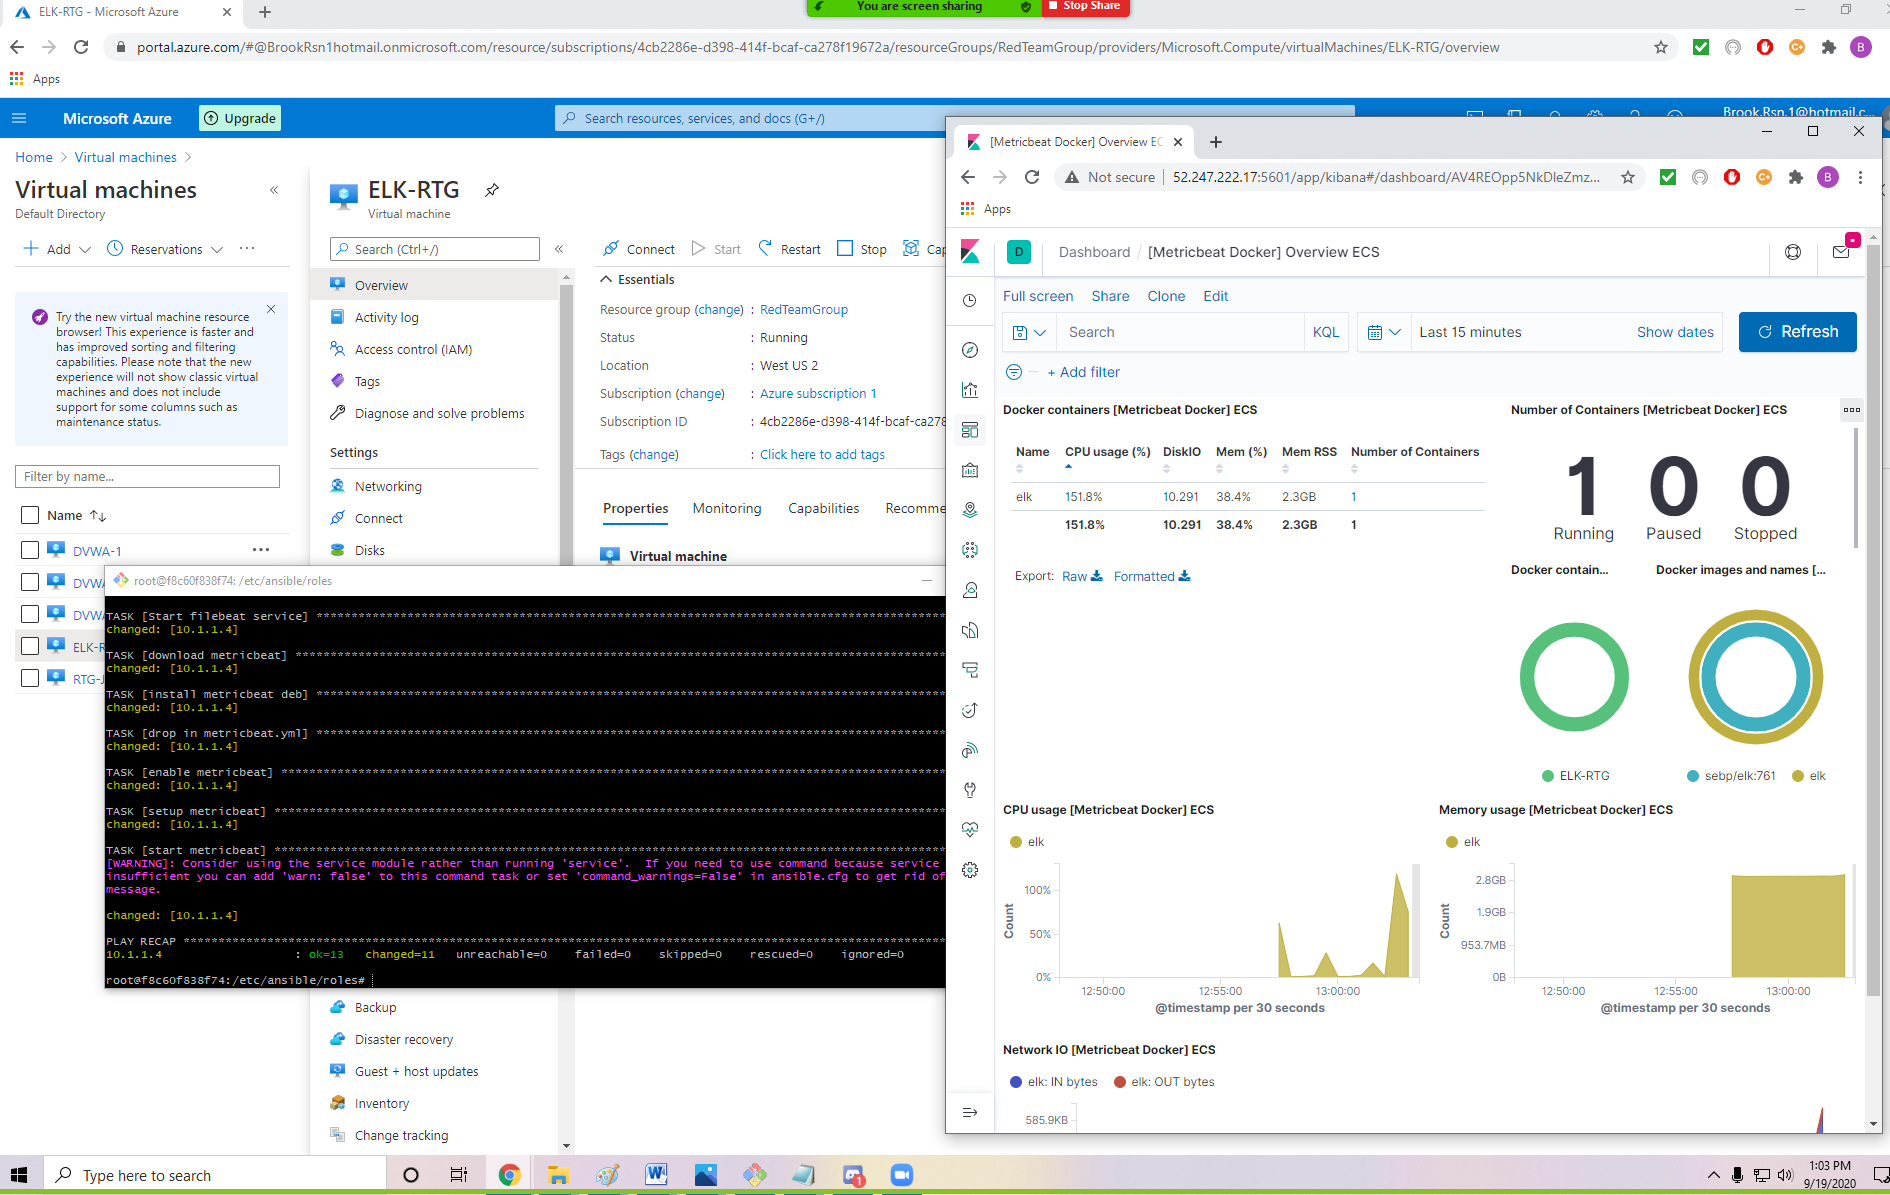 ELK-RTG - Microsoft Azure
You are screen sharing
Stop Share
portal.azure.com/#@BrookRsn1hotmail.onmicrosoft.com/resource/subscriptions/4cb2286e-d398-414f-bcaf-ca278f19672a/resourceGroups/RedTeamGroup/providers/Microsoft.Compute/virtualMachines/ELK-RTG/overview
B
Apps
Microsoft Azure
Upgrade
Search resources, services, and docs (G+/)
Brook.Rsn.1@hotmail.c...
Home > Virtual machines >
Virtual machines
Default Directory
Add
Reservations
Try the new virtual machine resource
browser! This experience is faster and
has improved sorting and filtering
capabilities. Please note that the new
experience will not show classic virtual
machines and does not include
support for some columns such as
maintenance status.
Filter by name...
Name
DVWA-1
DVWA
DVWA
ELK-R
RTG-J
ELK-RTG
Virtual machine
Search (Ctrl+/)
Overview
Activity log
Access control (IAM)
Tags
Diagnose and solve problems
Settings
Networking
Connect
Disks
Backup
Disaster recovery
Guest + host updates
Inventory
Change tracking
Connect
Start
Restart
Stop
Cap
Essentials
Resource group (change) : RedTeamGroup
Status : Running
Location : West US 2
Subscription (change) : Azure subscription 1
Subscription ID : 4cb2286e-d398-414f-bcaf-ca278
Tags (change) : Click here to add tags
Properties Monitoring Capabilities Recomme
Virtual machine
root@f8c60f838f74: /etc/ansible/roles
TASK [Start filebeat service] *******************************************************************************************
changed: [10.1.1.4]
TASK [download metricbeat] **********************************************************************************************
changed: [10.1.1.4]
TASK [install metricbeat deb] *******************************************************************************************
changed: [10.1.1.4]
TASK [drop in metricbeat.yml] *******************************************************************************************
changed: [10.1.1.4]
TASK [enable metricbeat] ************************************************************************************************
changed: [10.1.1.4]
TASK [setup metricbeat] *************************************************************************************************
changed: [10.1.1.4]
TASK [start metricbeat] *************************************************************************************************
[WARNING]: Consider using the service module rather than running 'service'.  If you need to use command because service
insufficient you can add 'warn: false' to this command task or set 'command_warnings=False' in ansible.cfg to get rid of
message.
changed: [10.1.1.4]
PLAY RECAP **************************************************************************************************************
10.1.1.4 : ok=13 changed=11 unreachable=0 failed=0 skipped=0 rescued=0 ignored=0
root@f8c60f838f74:/etc/ansible/roles#
[Metricbeat Docker] Overview EC
Not secure | 52.247.222.17:5601/app/kibana#/dashboard/AV4REOpp5NkDleZmz...
B
Apps
D
Dashboard / [Metricbeat Docker] Overview ECS
Full screen Share Clone Edit
Search
KQL
Last 15 minutes
Show dates
Refresh
+ Add filter
Docker containers [Metricbeat Docker] ECS
Name CPU usage (%) DiskIO Mem (%) Mem RSS Number of Containers
elk 151.8% 10.291 38.4% 2.3GB 1
151.8% 10.291 38.4% 2.3GB 1
Export: Raw Formatted
Number of Containers [Metricbeat Docker] ECS
1 0 0
Running Paused Stopped
Docker contain...
Docker images and names [...
ELK-RTG
sebp/elk:761
elk
CPU usage [Metricbeat Docker] ECS
elk
100%
50%
0%
Count
12:50:00 12:55:00 13:00:00
@timestamp per 30 seconds
Memory usage [Metricbeat Docker] ECS
elk
2.8GB
1.9GB
953.7MB
0B
Count
12:50:00 12:55:00 13:00:00
@timestamp per 30 seconds
Network IO [Metricbeat Docker] ECS
elk: IN bytes
elk: OUT bytes
585.9KB
Type here to search
1
1:03 PM
9/19/2020